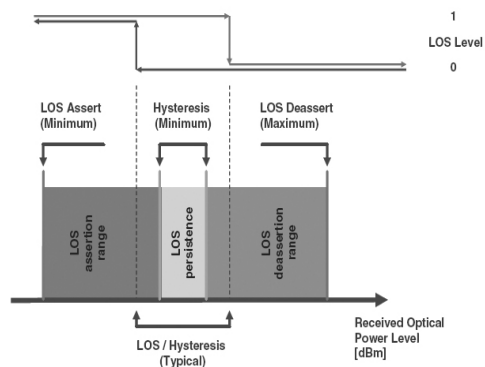 1
LOS Level
0
LOS Assert
(Minimum)
Hysteresis
(Minimum)
LOS Deassert
(Maximum)
LOS
assertion
range
LOS
persistence
LOS
deassertion
range
LOS / Hysteresis
(Typical)
Received Optical
Power Level
[dBm]